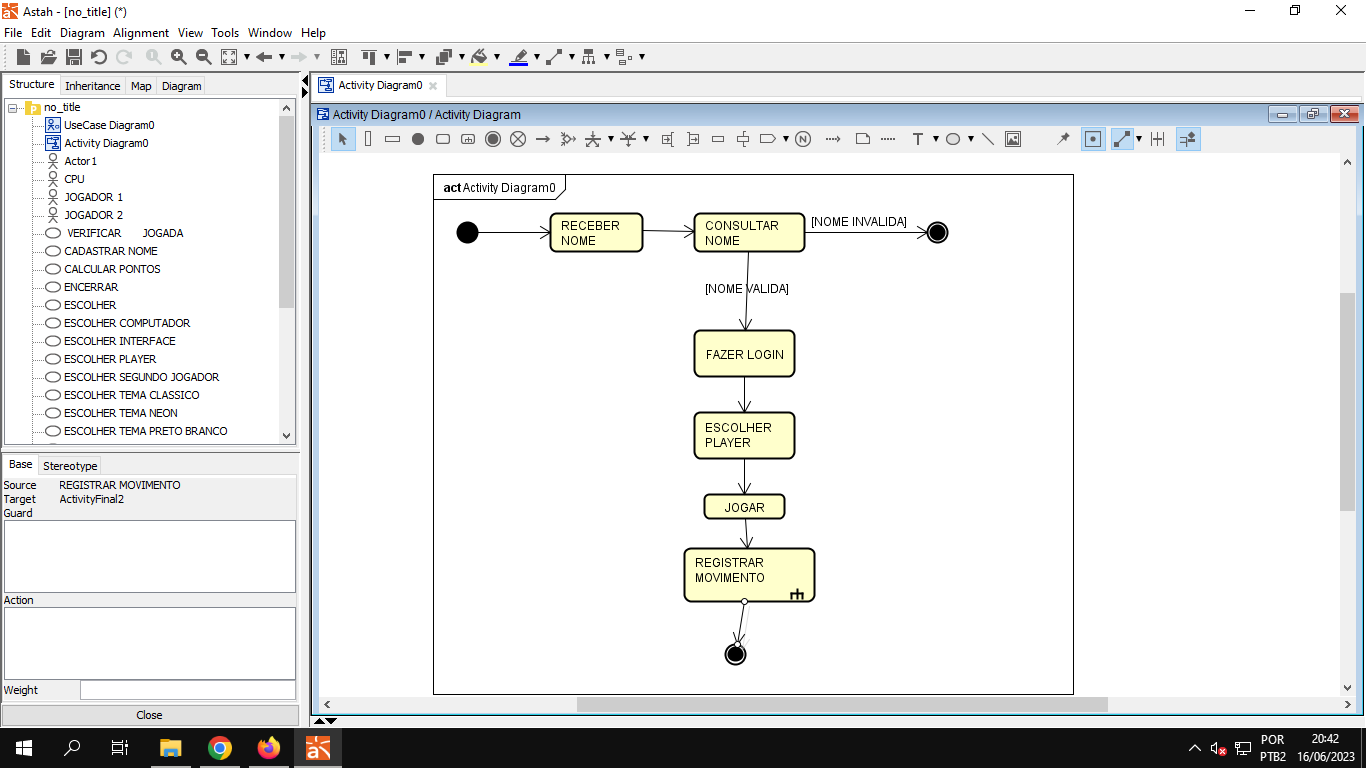 Astah - [no_title] (*)
File Edit Diagram Alignment View Tools Window Help
Structure Inheritance Map Diagram
no_title
UseCase Diagram0
Activity Diagram0
Actor1
CPU
JOGADOR 1
JOGADOR 2
VERIFICAR JOGADA
CADASTRAR NOME
CALCULAR PONTOS
ENCERRAR
ESCOLHER
ESCOLHER COMPUTADOR
ESCOLHER INTERFACE
ESCOLHER PLAYER
ESCOLHER SEGUNDO JOGADOR
ESCOLHER TEMA CLASSICO
ESCOLHER TEMA NEON
ESCOLHER TEMA PRETO BRANCO
Base Stereotype
Source REGISTRAR MOVIMENTO
Target ActivityFinal2
Guard
Action
Weight
Close
Activity Diagram0
Activity Diagram0 / Activity Diagram
N
T
act Activity Diagram0
RECEBER
NOME
CONSULTAR
NOME
[NOME INVALIDA]
[NOME VALIDA]
FAZER LOGIN
ESCOLHER
PLAYER
JOGAR
REGISTRAR
MOVIMENTO
POR
PTB2
20:42
16/06/2023